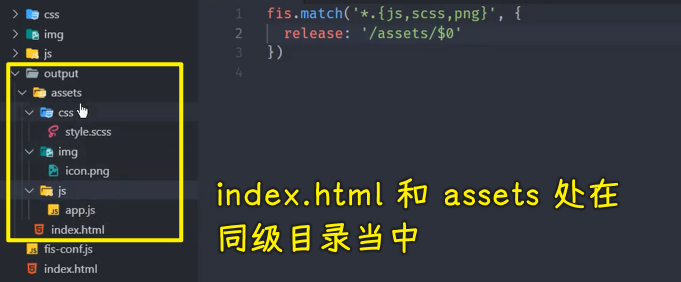 css
img
js
output
assets
css
style.scss
img
icon.png
js
app.js
index.html
fis-conf.js
index.html
1 fis.match('*.{js,scss,png}', {
2 release: '/assets/$0'
3 })
4
index.html 和 assets 处在
同级目录当中